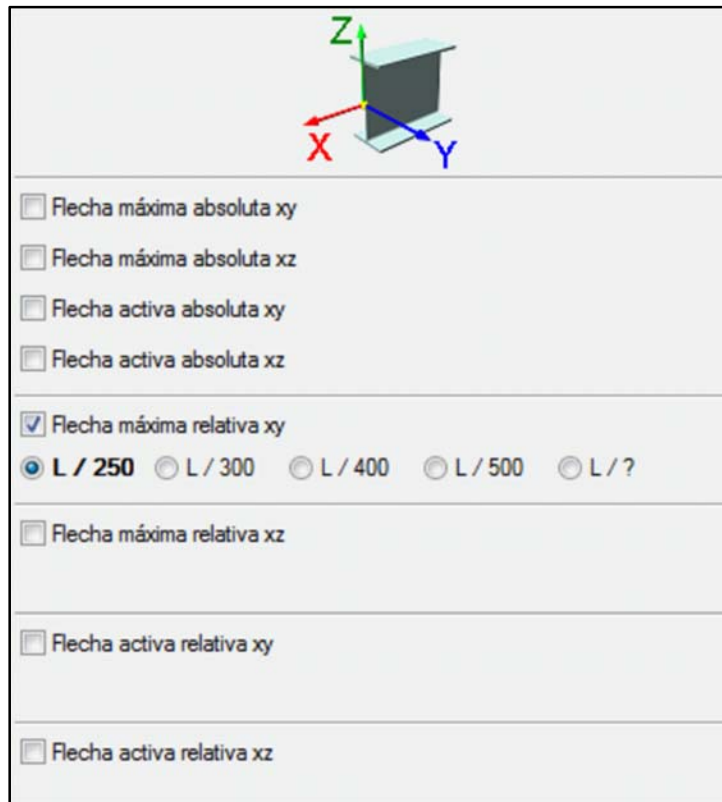 Z
X
Y
Flecha máxima absoluta xy
Flecha máxima absoluta xz
Flecha activa absoluta xy
Flecha activa absoluta xz
Flecha máxima relativa xy
L / 250 L / 300 L / 400 L / 500 L / ?
Flecha máxima relativa xz
Flecha activa relativa xy
Flecha activa relativa xz